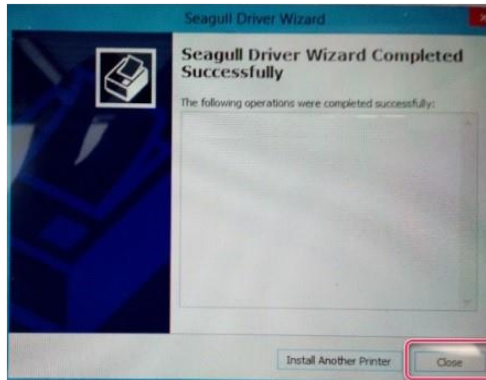 Seagull Driver Wizard
Seagull Driver Wizard Completed
Successfully
The following operations were completed successfully:
Install Another Printer
Close